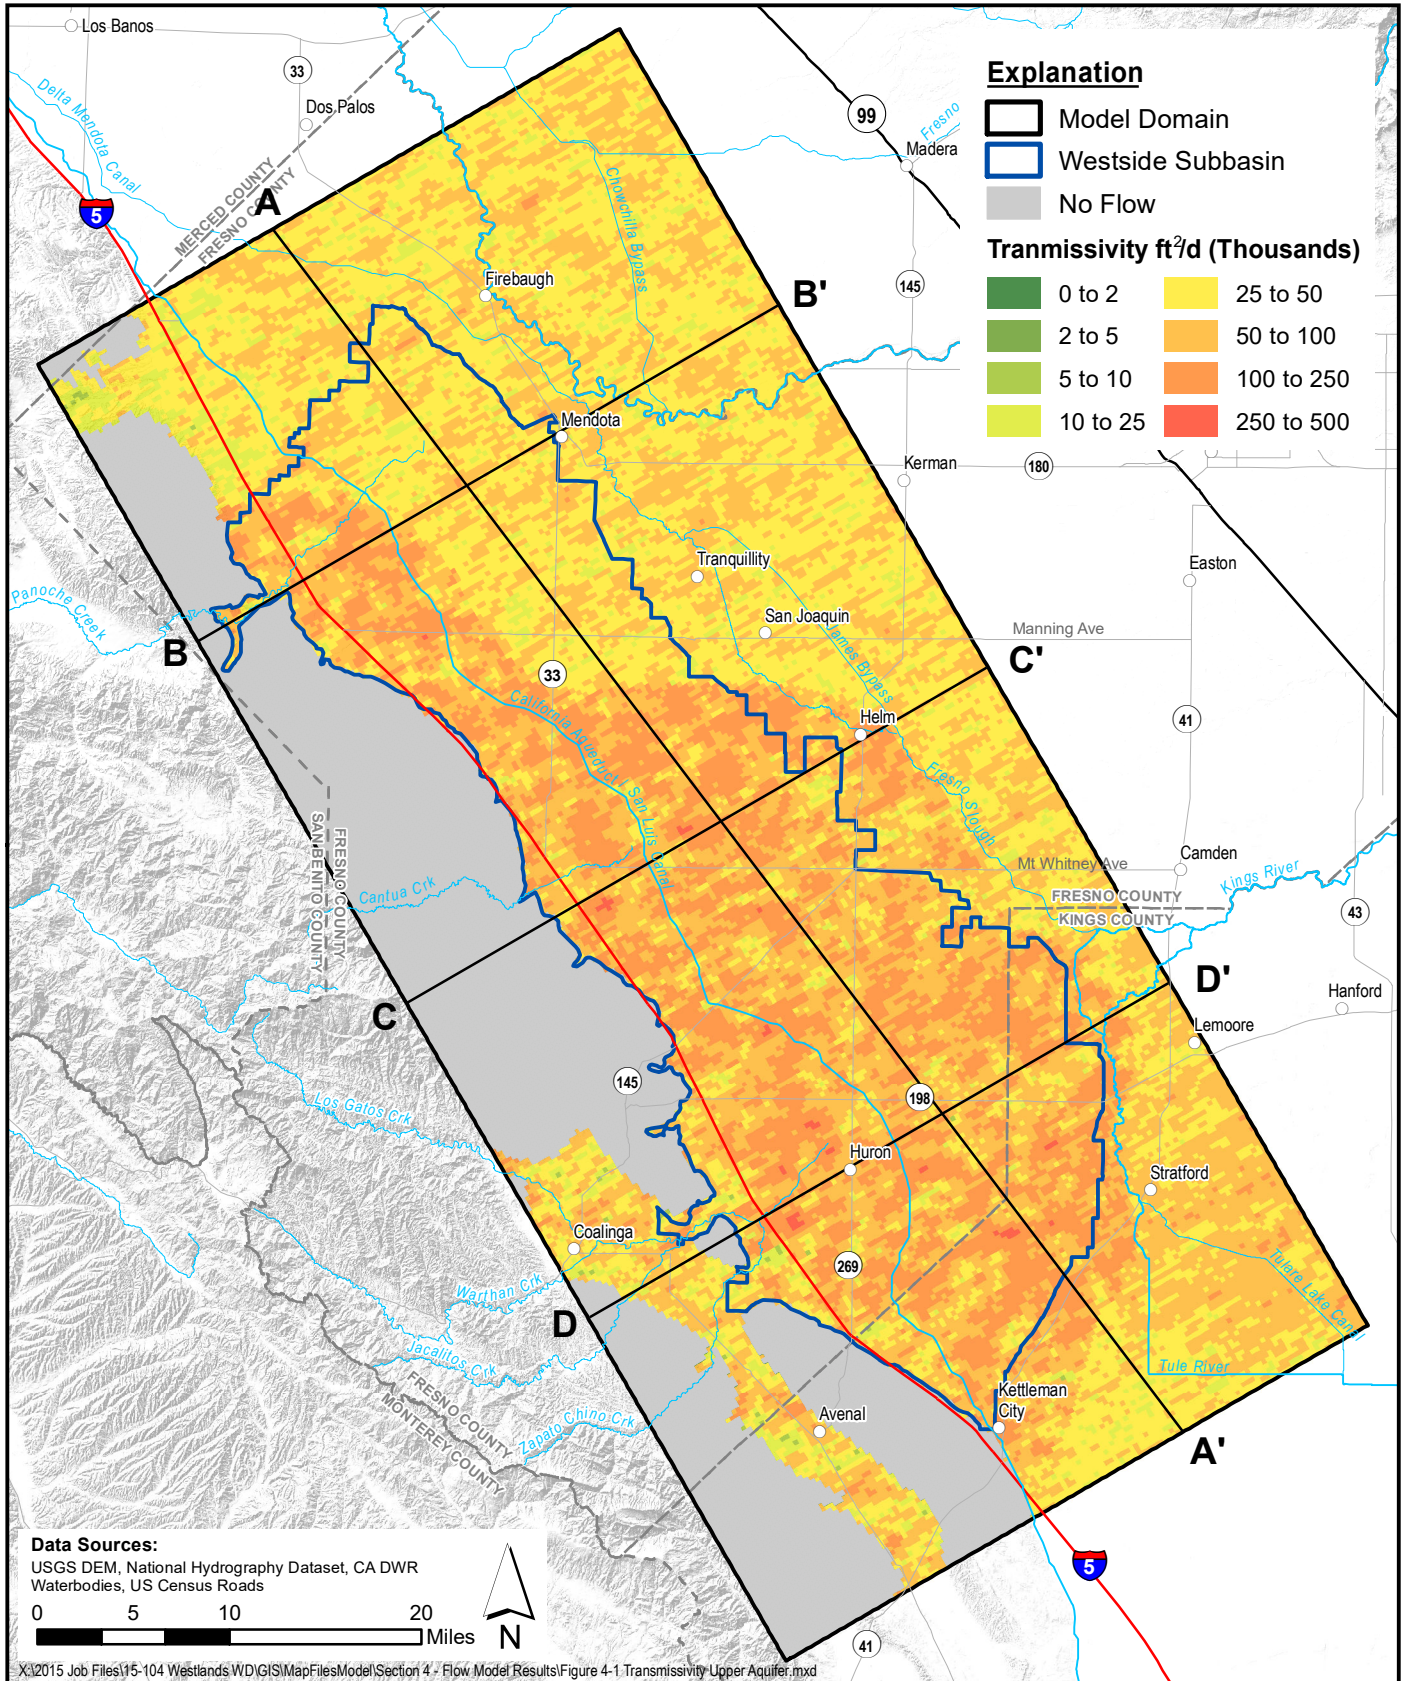 Los Banos
33
Dos Palos
Delta Mendota Canal
MERCED COUNTY
FRESNO COUNTY
5
A
99
Fresno
Madera
Chowchilla Bypass
Firebaugh
B'
145
Explanation
Model Domain
Westside Subbasin
No Flow
Tranmissivity ft²/d (Thousands)
0 to 2
2 to 5
5 to 10
10 to 25
25 to 50
50 to 100
100 to 250
250 to 500
Mendota
Kerman
180
Tranquillity
Easton
San Joaquin
Manning Ave
James Bypass
Panoche Creek
B
33
C'
41
California Aqueduct / San Luis Canal
Helm
Fresno Slough
Mt Whitney Ave
Camden
FRESNO COUNTY
KINGS COUNTY
Kings River
43
SAN BENITO COUNTY
FRESNO COUNTY
Cantua Crk
C
D'
Hanford
Lemoore
145
198
Los Gatos Crk
Huron
Stratford
Coalinga
269
Warthan Crk
D
Tulare Lake Canal
Jacalitos Crk
Tule River
FRESNO COUNTY
MONTEREY COUNTY
Kettleman
City
Zapato Chino Crk
Avenal
A'
5
41
Data Sources:
USGS DEM, National Hydrography Dataset, CA DWR
Waterbodies, US Census Roads
0 5 10 20
Miles
N
X:\2015 Job Files\15-104 Westlands WD\GIS\MapFilesModel\Section 4 - Flow Model Results\Figure 4-1 Transmissivity Upper Aquifer.mxd